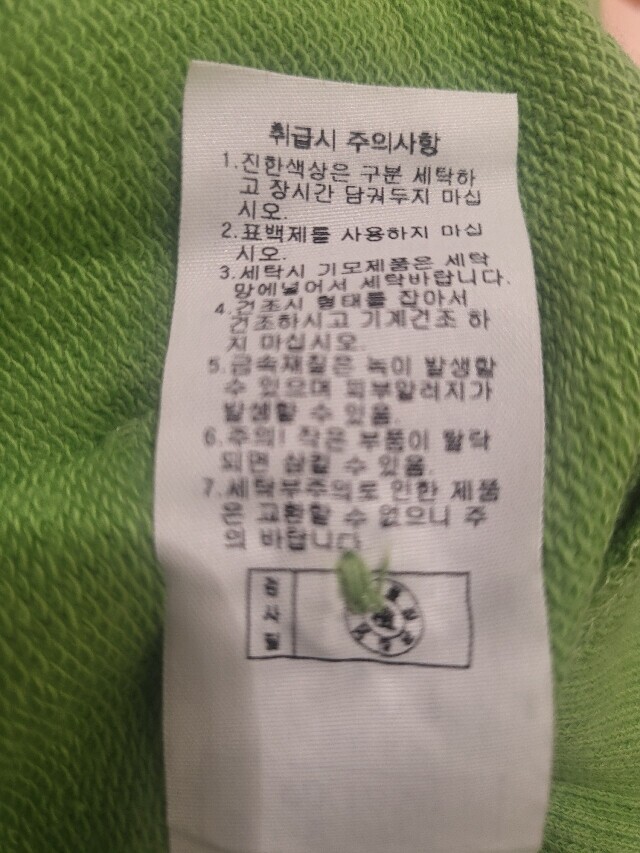 취급시 주의사항
1.진한색상은 구분 세탁하
고 장시간 담궈두지 마십
시오.
2.표백제를 사용하지 마십
시오.
3.세탁시 기모제품은 세탁
망에넣어서 세탁바랍니다.
4.건조시 형태를 잡아서
건조하시고 기계건조 하
지 마십시오.
5.금속재질은 녹이 발생할
수 있으며 피부알러지가
발생할 수 있음.
6.주의! 작은 부품이 탈락
되면 삼킬 수 있음.
7.세탁부주의로 인한 제품
은 교환할 수 없으니 주
의 바랍니다.
검사필